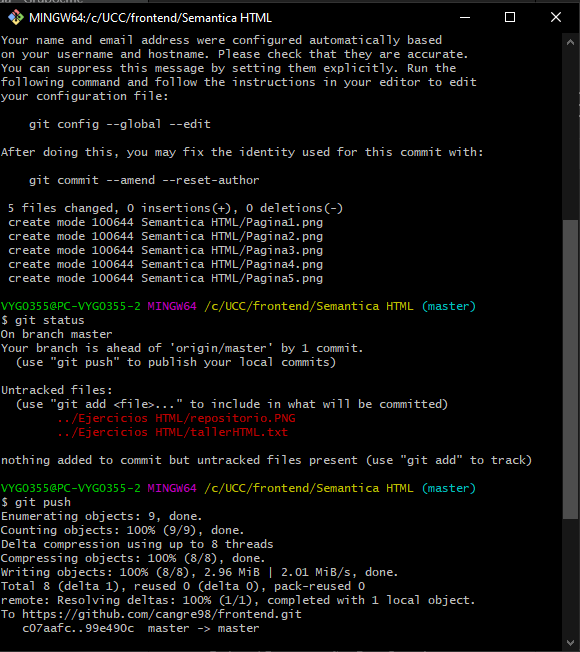 MINGW64:/c/UCC/frontend/Semantica HTML
Your name and email address were configured automatically based
on your username and hostname. Please check that they are accurate.
You can suppress this message by setting them explicitly. Run the
following command and follow the instructions in your editor to edit
your configuration file:
git config --global --edit
After doing this, you may fix the identity used for this commit with:
git commit --amend --reset-author
5 files changed, 0 insertions(+), 0 deletions(-)
create mode 100644 Semantica HTML/Pagina1.png
create mode 100644 Semantica HTML/Pagina2.png
create mode 100644 Semantica HTML/Pagina3.png
create mode 100644 Semantica HTML/Pagina4.png
create mode 100644 Semantica HTML/Pagina5.png
VYGO355@PC-VYGO355-2 MINGW64 /c/UCC/frontend/Semantica HTML (master)
$ git status
On branch master
Your branch is ahead of 'origin/master' by 1 commit.
(use "git push" to publish your local commits)
Untracked files:
(use "git add <file>..." to include in what will be committed)
../Ejercicios HTML/repositorio.PNG
../Ejercicios HTML/tallerHTML.txt
nothing added to commit but untracked files present (use "git add" to track)
VYGO355@PC-VYGO355-2 MINGW64 /c/UCC/frontend/Semantica HTML (master)
$ git push
Enumerating objects: 9, done.
Counting objects: 100% (9/9), done.
Delta compression using up to 8 threads
Compressing objects: 100% (8/8), done.
Writing objects: 100% (8/8), 2.96 MiB | 2.01 MiB/s, done.
Total 8 (delta 1), reused 0 (delta 0), pack-reused 0
remote: Resolving deltas: 100% (1/1), completed with 1 local object.
To https://github.com/cangre98/frontend.git
c07aafc..99e490c  master -> master